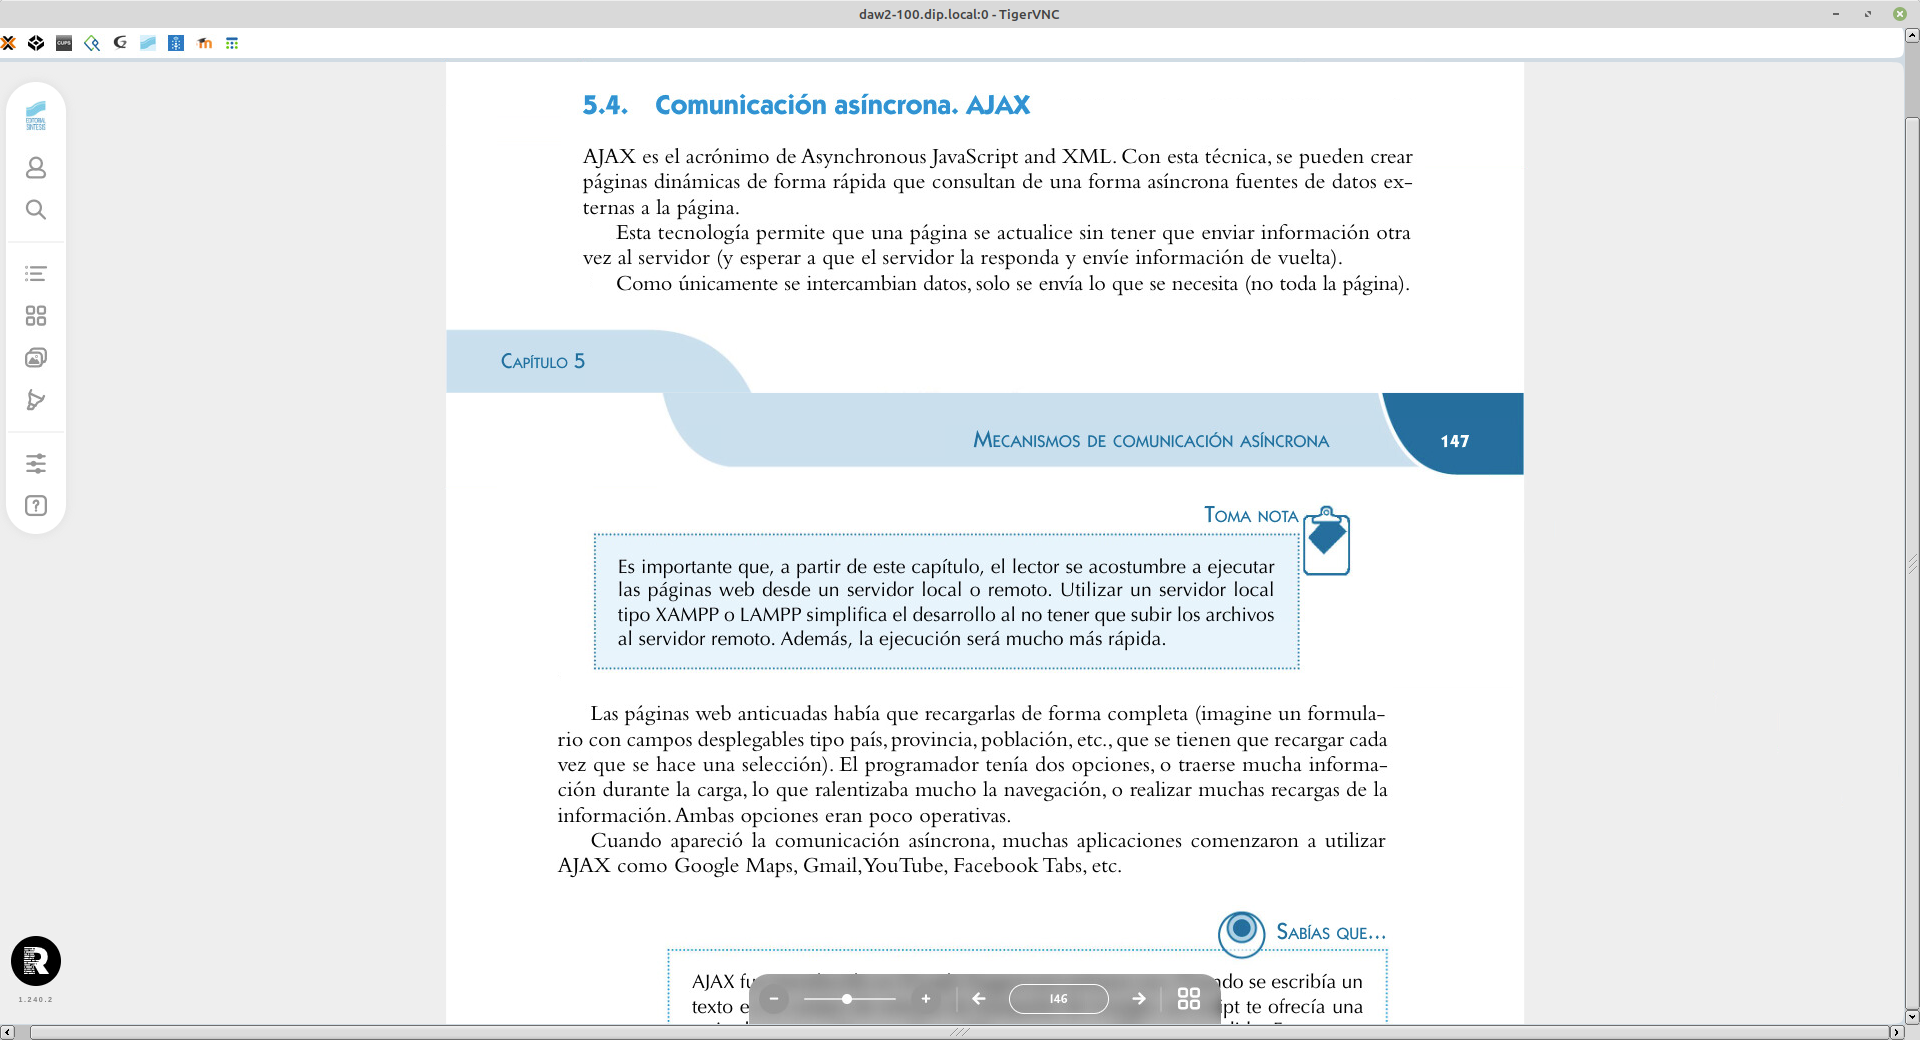 daw2-100.dip.local:0 - TigerVNC
CUPS
EDITORIAL
SÍNTESIS
5.4. Comunicación asíncrona. AJAX
AJAX es el acrónimo de Asynchronous JavaScript and XML. Con esta técnica, se pueden crear
páginas dinámicas de forma rápida que consultan de una forma asíncrona fuentes de datos ex-
ternas a la página.
Esta tecnología permite que una página se actualice sin tener que enviar información otra
vez al servidor (y esperar a que el servidor la responda y envíe información de vuelta).
Como únicamente se intercambian datos, solo se envía lo que se necesita (no toda la página).
Capítulo 5
Mecanismos de comunicación asíncrona 147
Toma nota
Es importante que, a partir de este capítulo, el lector se acostumbre a ejecutar
las páginas web desde un servidor local o remoto. Utilizar un servidor local
tipo XAMPP o LAMPP simplifica el desarrollo al no tener que subir los archivos
al servidor remoto. Además, la ejecución será mucho más rápida.
Las páginas web anticuadas había que recargarlas de forma completa (imagine un formula-
rio con campos desplegables tipo país, provincia, población, etc., que se tienen que recargar cada
vez que se hace una selección). El programador tenía dos opciones, o traerse mucha informa-
ción durante la carga, lo que ralentizaba mucho la navegación, o realizar muchas recargas de la
información. Ambas opciones eran poco operativas.
Cuando apareció la comunicación asíncrona, muchas aplicaciones comenzaron a utilizar
AJAX como Google Maps, Gmail, YouTube, Facebook Tabs, etc.
Sabías que...
AJAX se escribía un
texto te ofrecía una
146
R
1.240.2